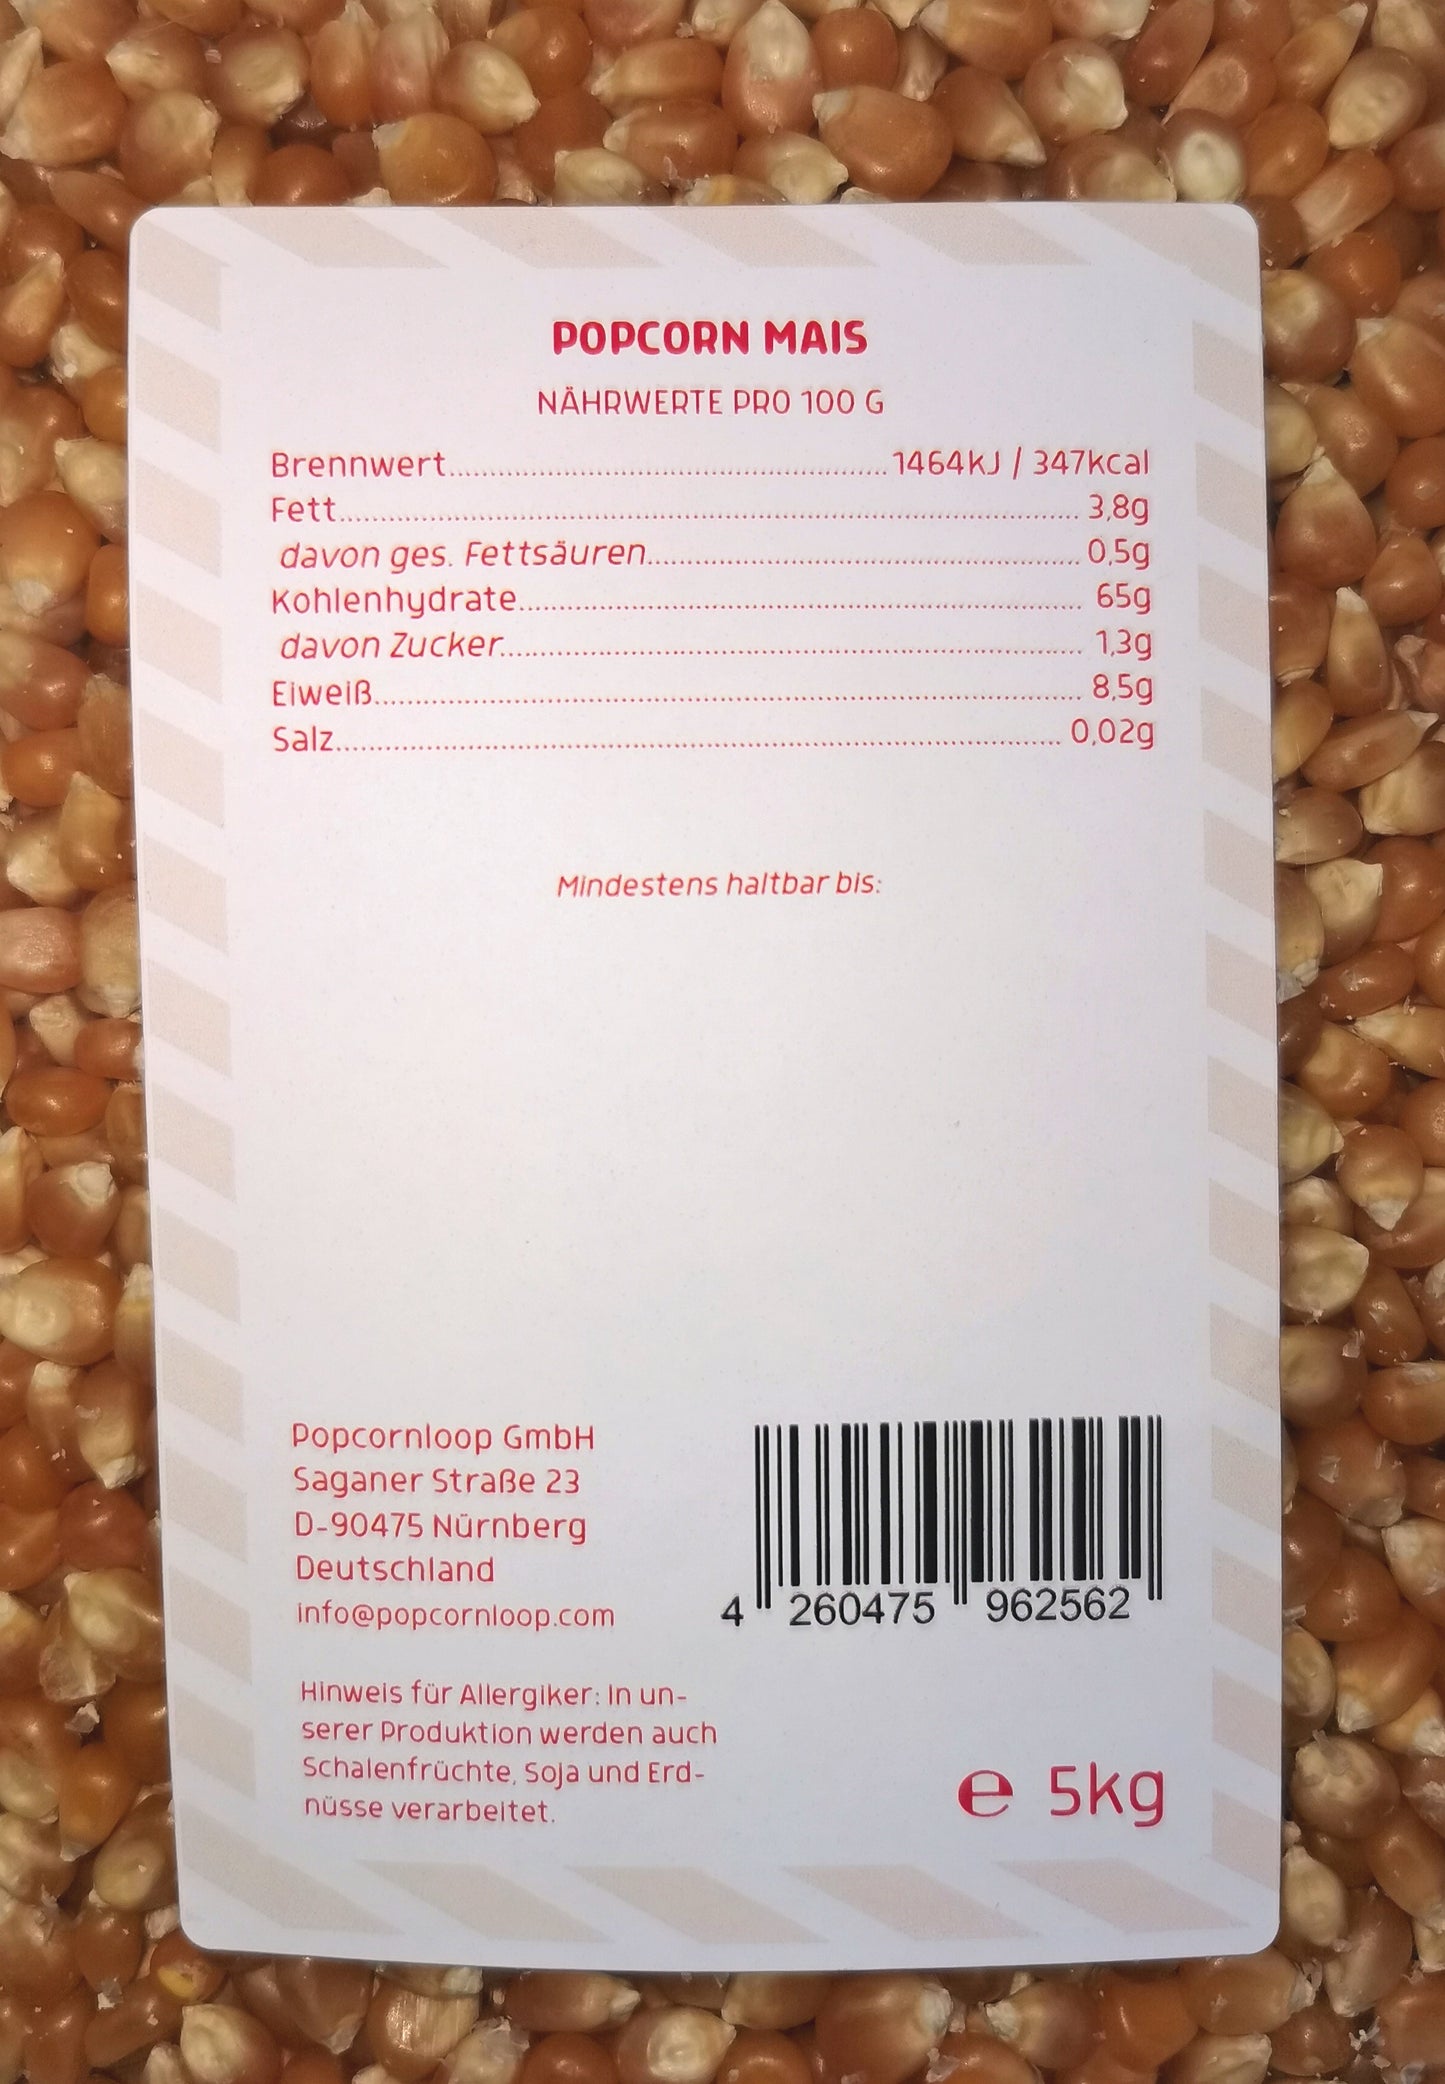 POPCORN MAIS
NÄHRWERTE PRO 100 G
Brennwert........................................................1464KJ / 347kcal
Fett............................................................................................... 3,8g
davon ges. Fettsäuren........................................................ 0,5g
Kohlenhydrate........................................................................ 65g
davon Zucker.......................................................................... 1,3g
Eiweiß........................................................................................... 8,5g
Salz............................................................................................. 0,02g
Mindestens haltbar bis:
Popcornloop GmbH
Saganer Straße 23
D-90475 Nürnberg
Deutschland
info@popcornloop.com
4 260475 962562
Hinweis für Allergiker: In un-
serer Produktion werden auch
Schalenfrüchte, Soja und Erd-
nüsse verarbeitet.
℮ 5kg